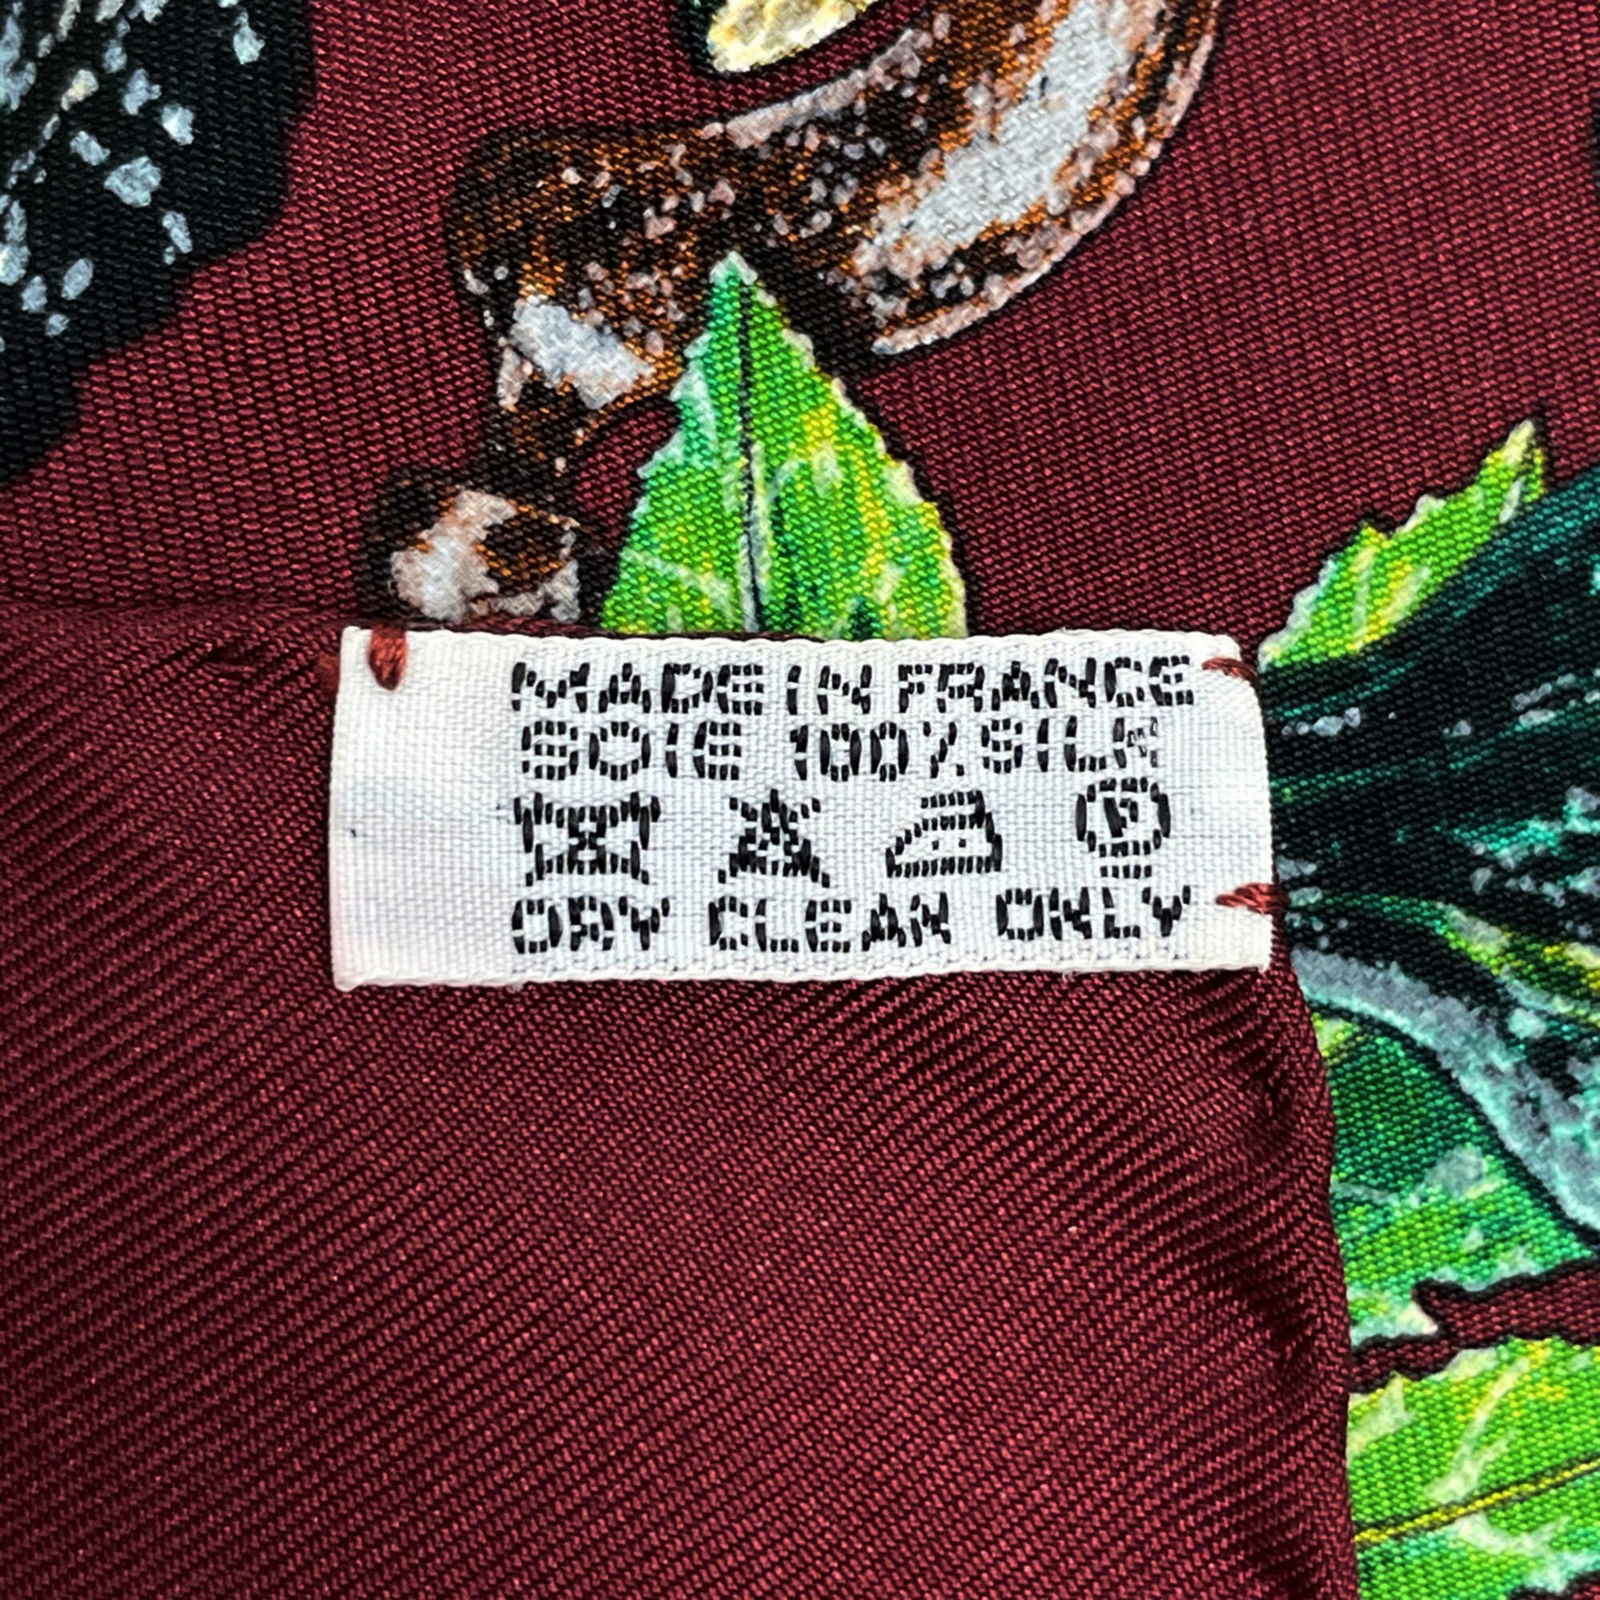 MADE IN FRANCE
SOIE 100% SILK
P
DRY CLEAN ONLY